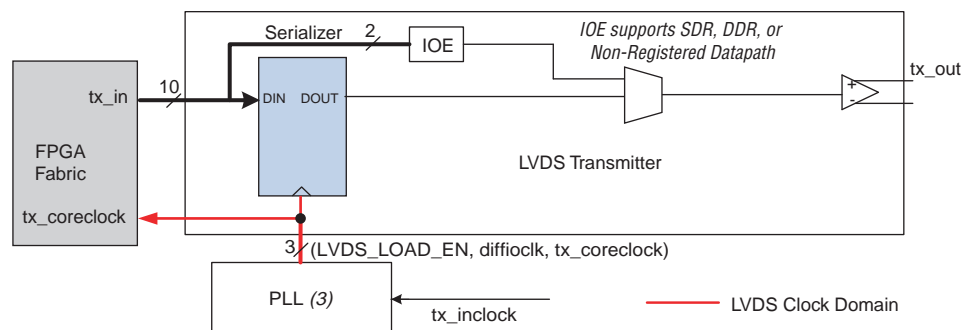 Serializer
2
IOE
IOE supports SDR, DDR, or
Non-Registered Datapath
tx_out
tx_in
10
DIN DOUT
+
-
FPGA
Fabric
LVDS Transmitter
tx_coreclock
3 (LVDS_LOAD_EN, diffioclk, tx_coreclock)
PLL (3)
tx_inclock
LVDS Clock Domain